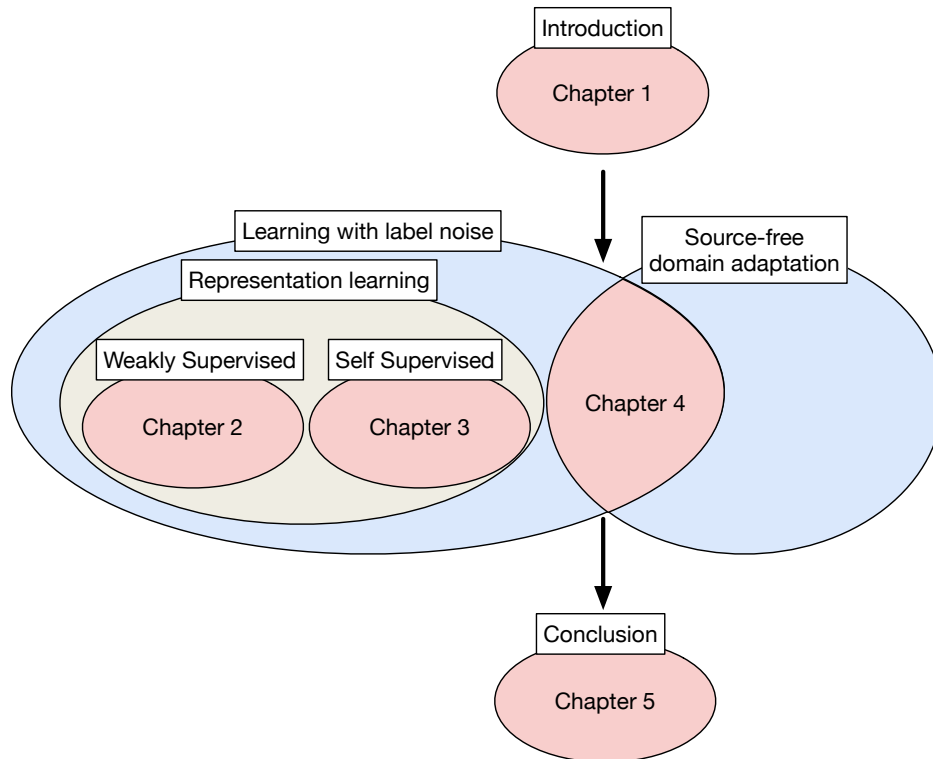 Introduction
Chapter 1
Learning with label noise
Source-free
domain adaptation
Representation learning
Weakly Supervised
Self Supervised
Chapter 2
Chapter 3
Chapter 4
Conclusion
Chapter 5